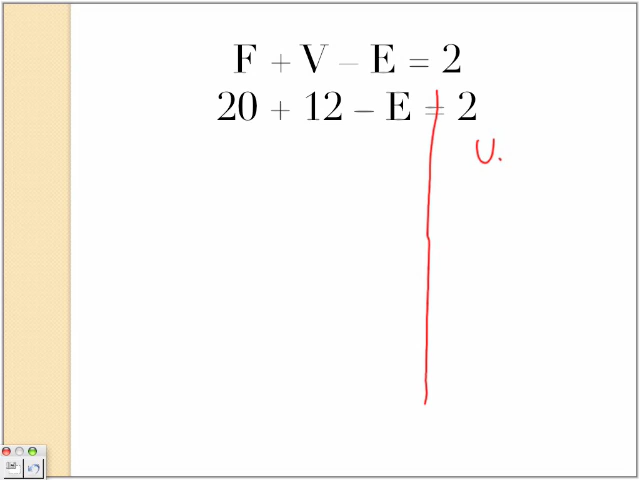 F + V – E = 2
20 + 12 – E = 2
U.